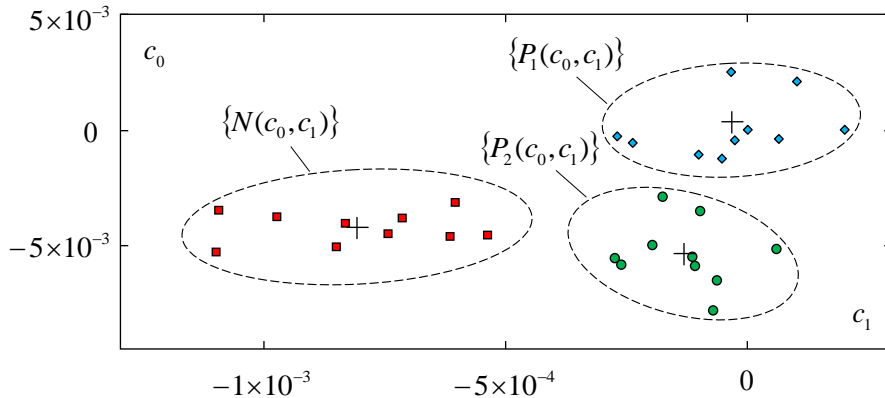 5×10⁻³
c₀
{P₁(c₀,c₁)}
{N(c₀,c₁)}
0
{P₂(c₀,c₁)}
−5×10⁻³
c₁
−1×10⁻³
−5×10⁻⁴
0